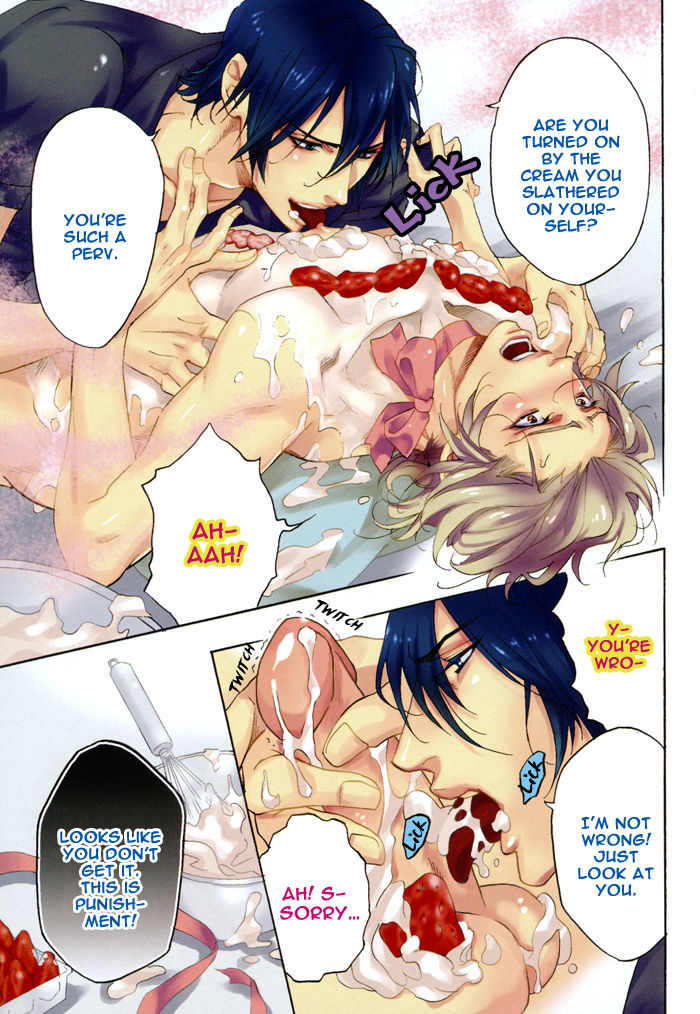 ARE YOU
TURNED ON
BY THE
CREAM YOU
SLATHERED
ON YOUR-
SELF?
LICK
YOU'RE
SUCH A
PERV.
AH-
AAH!
Y-
YOU'RE
WRO-
TWITCH
TWITCH
I'M NOT
WRONG!
JUST
LOOK AT
YOU.
LICK
LICK
AH! S-
SORRY...
LOOKS LIKE
YOU DON'T
GET IT.
THIS IS
PUNISH-
MENT!